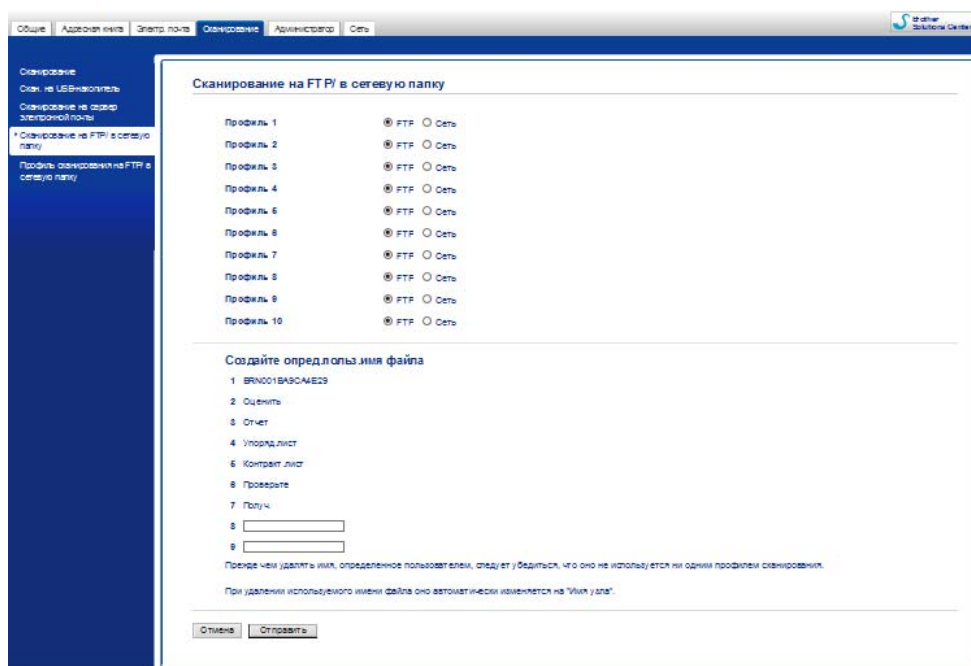 Общие Адресная книга Электр. почта Сканирование Администратор Сеть
Brother
Solutions Center
Сканирование
Скан. на USB-накопитель
Сканирование на сервер
электронной почты
Сканирование на FTP/ в сетевую
папку
Профиль сканирования на FTP/ в
сетевую папку
Сканирование на FTP/ в сетевую папку
Профиль 1 FTP Сеть
Профиль 2 FTP Сеть
Профиль 3 FTP Сеть
Профиль 4 FTP Сеть
Профиль 5 FTP Сеть
Профиль 6 FTP Сеть
Профиль 7 FTP Сеть
Профиль 8 FTP Сеть
Профиль 9 FTP Сеть
Профиль 10 FTP Сеть
Создайте опред.польз.имя файла
1 BRN001BA9CA4E29
2 Оценить
3 Отчет
4 Упоряд.лист
5 Контракт.лист
6 Проверьте
7 Получ.
8
9
Прежде чем удалять имя, определенное пользователем, следует убедиться, что оно не используется ни одним профилем сканирования.
При удалении используемого имени файла оно автоматически изменяется на "Имя узла".
Отмена Отправить